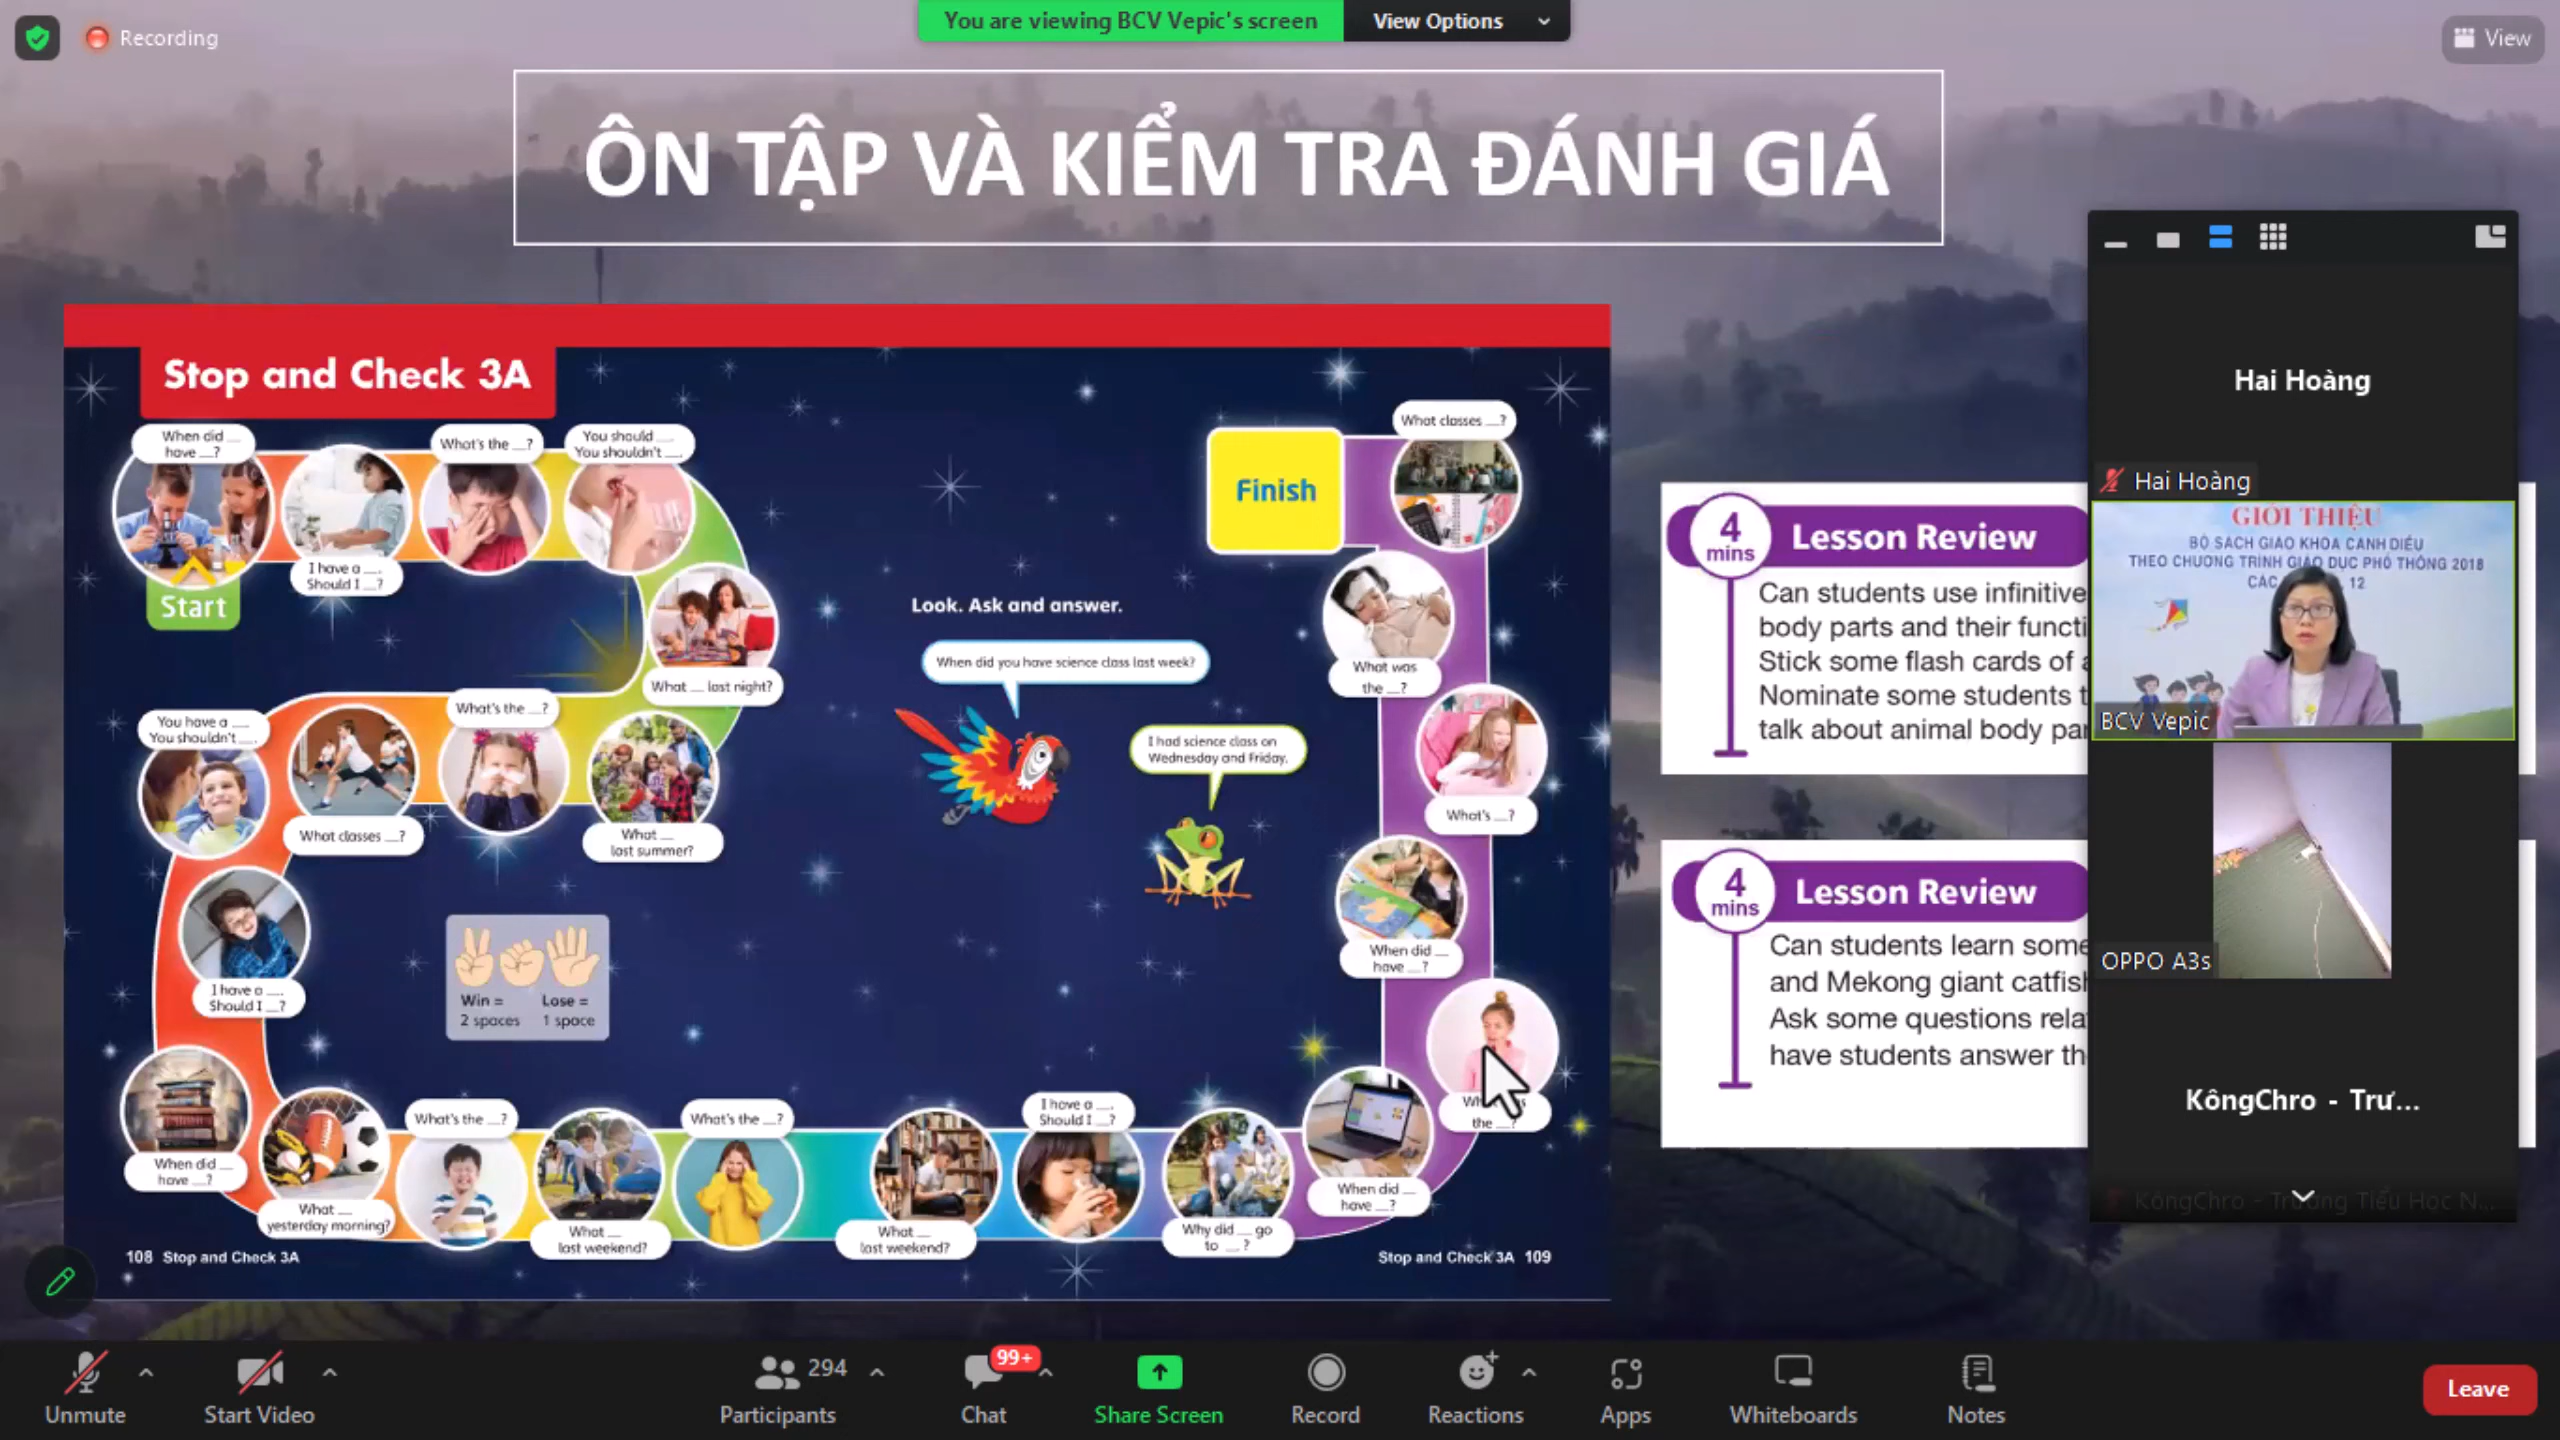 Recording
You are viewing BCV Vepic's screen
View Options
View
ÔN TẬP VÀ KIỂM TRA ĐÁNH GIÁ
Stop and Check 3A
When did __
have __?
I have a __.
Should I __?
What's the __?
You should __.
You shouldn't __.
Start
What __ last night?
What __
last summer?
What's the __?
What classes __?
You have a __.
You shouldn't __.
I have a __.
Should I __?
When did __
have __?
What __
yesterday morning?
What's the __?
What __
last weekend?
What's the __?
What __
last weekend?
I have a __.
Should I __?
Why did __ go
to __?
When did __
have __?
the __?
When did __
have __?
What's __?
What was
the __?
What classes __?
Finish
Look. Ask and answer.
When did you have science class last week?
I had science class on
Wednesday and Friday.
Win =
2 spaces
Lose =
1 space
108 Stop and Check 3A
Stop and Check 3A 109
4
mins
Lesson Review
Can students use infinitive
body parts and their functi
Stick some flash cards of
Nominate some students t
talk about animal body pa
4
mins
Lesson Review
Can students learn some
and Mekong giant catfis
Ask some questions rela
have students answer th
Hai Hoàng
Hai Hoàng
GIỚI THIỆU
BỘ SÁCH GIÁO KHOA CÁNH DIỀU
THEO CHƯƠNG TRÌNH GIÁO DỤC PHỔ THÔNG 2018
CÁC
12
BCV Vepic
OPPO A3s
KôngChro - Trư...
KôngChro - Trường Tiểu Học N...
Unmute
Start Video
294
Participants
99+
Chat
Share Screen
Record
Reactions
Apps
Whiteboards
Notes
Leave